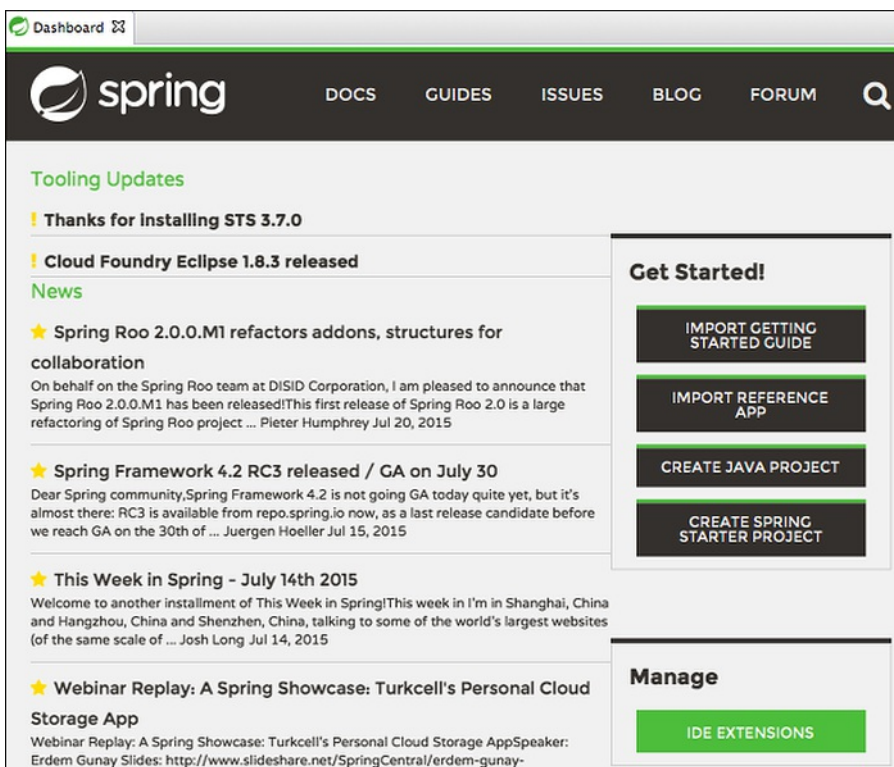 Dashboard
spring
DOCS GUIDES ISSUES BLOG FORUM
Tooling Updates
! Thanks for installing STS 3.7.0
! Cloud Foundry Eclipse 1.8.3 released
News
Spring Roo 2.0.0.M1 refactors addons, structures for
collaboration
On behalf on the Spring Roo team at DISID Corporation, I am pleased to announce that
Spring Roo 2.0.0.M1 has been released!This first release of Spring Roo 2.0 is a large
refactoring of Spring Roo project ... Pieter Humphrey Jul 20, 2015
Spring Framework 4.2 RC3 released / GA on July 30
Dear Spring community,Spring Framework 4.2 is not going GA today quite yet, but it's
almost there: RC3 is available from repo.spring.io now, as a last release candidate before
we reach GA on the 30th of ... Juergen Hoeller Jul 15, 2015
This Week in Spring - July 14th 2015
Welcome to another installment of This Week in Spring!This week in I'm in Shanghai, China
and Hangzhou, China and Shenzhen, China, talking to some of the world's largest websites
(of the same scale of ... Josh Long Jul 14, 2015
Webinar Replay: A Spring Showcase: Turkcell's Personal Cloud
Storage App
Webinar Replay: A Spring Showcase: Turkcell's Personal Cloud Storage AppSpeaker:
Erdem Gunay Slides: http://www.slideshare.net/SpringCentral/erdem-gunay-
Get Started!
IMPORT GETTING
STARTED GUIDE
IMPORT REFERENCE
APP
CREATE JAVA PROJECT
CREATE SPRING
STARTER PROJECT
Manage
IDE EXTENSIONS